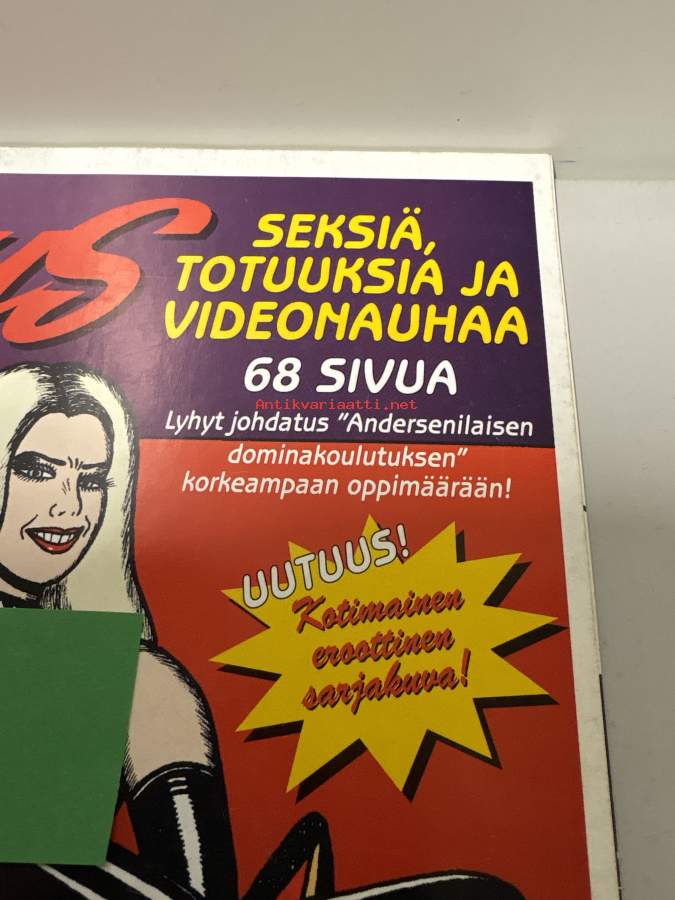 SEKSIÄ,
TOTUUKSIA JA
VIDEONAUHAA
68 SIVUA
Antikvariaatti.net
Lyhyt johdatus "Andersenilaisen
dominakoulutuksen"
korkeampaan oppimäärään!
UUTUUS!
Kotimainen
eroottinen
sarjakuva!